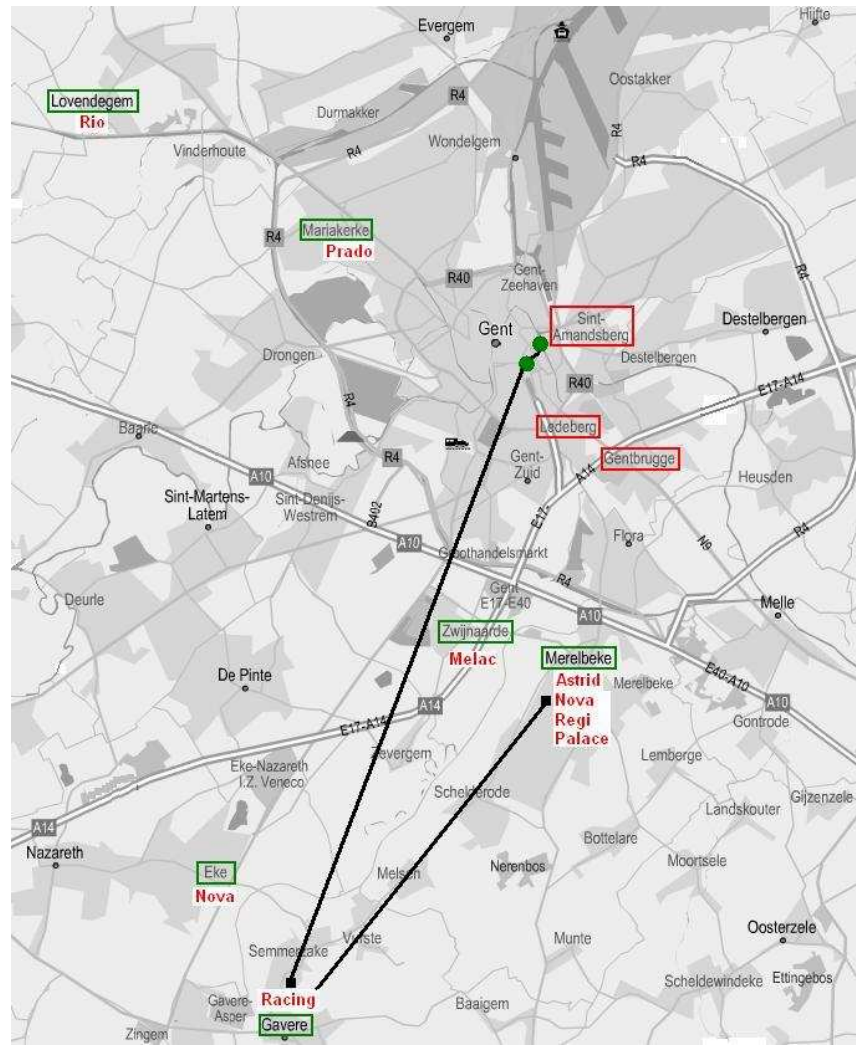 Evergem
Hijfte
Oostakker
R4
Lovendegem
Rio
Durmakker
Wondelgem
R4
Vinderhoute
R4
R4
Mariakerke
R4
Prado
R4
Gent-
Zeehaven
R40
Sint-
Amandsberg
Gent
Destelbergen
Drongen
Destelbergen
R40
E17-A14
R4
Baarle
Ledeberg
Afsnee
R4
Gent-
Zuid
Gentbrugge
A14
A10
Heusden
Sint-Martens-
Latem
Sint-Denijs-
Westrem
B402
E17-
R4
Flora
N9
A10
Groothandelsmarkt
R4
Deurle
Gent
E17-E40
A10
Melle
Zwijnaarde
Melac
Merelbeke
E40-A10
De Pinte
Astrid
Nova
Regi
Palace
Merelbeke
A10
A14
Gontrode
E17-A14
Zevergem
Lemberge
Eke-Nazareth
I.Z. Veneco
Schelderode
Gijzenzele
Landskouter
A14
Bottelare
Nazareth
Eke
Melsen
Nerenbos
Moortsele
Nova
Vurste
Semmerzake
Munte
Oosterzele
Scheldewindeke
Ettingebos
Racing
Gavere-
Asper
Baaigem
Gavere
Zingem